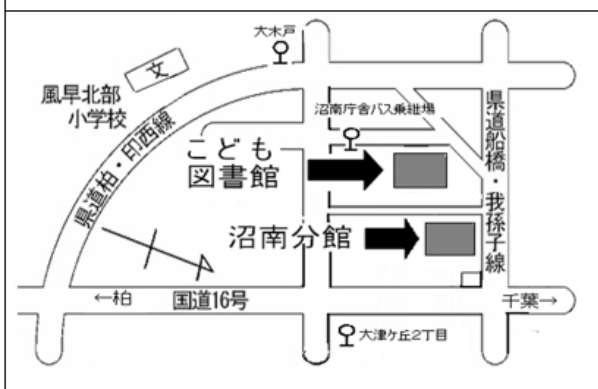 大木戸
文
風早北部
小学校
沼南庁舎バス乗継場
県道船橋・我孫子線
県道柏・印西線
こども
図書館
沼南分館
←柏
国道16号
千葉→
大津ケ丘2丁目